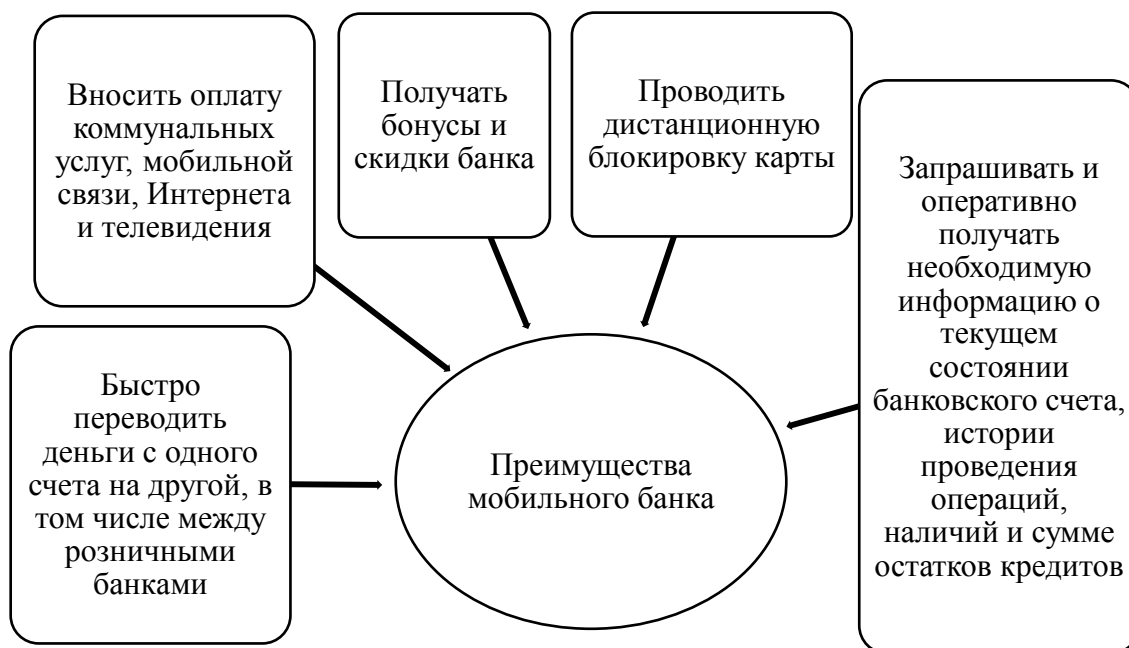 Вносить оплату
коммунальных
услуг, мобильной
связи, Интернета
и телевидения
Получать
бонусы и
скидки банка
Проводить
дистанционную
блокировку карты
Запрашивать и
оперативно
получать
необходимую
информацию о
текущем
состоянии
банковского счета,
истории
проведения
операций,
наличий и сумме
остатков кредитов
Быстро
переводить
деньги с одного
счета на другой, в
том числе между
розничными
банками
Преимущества
мобильного банка